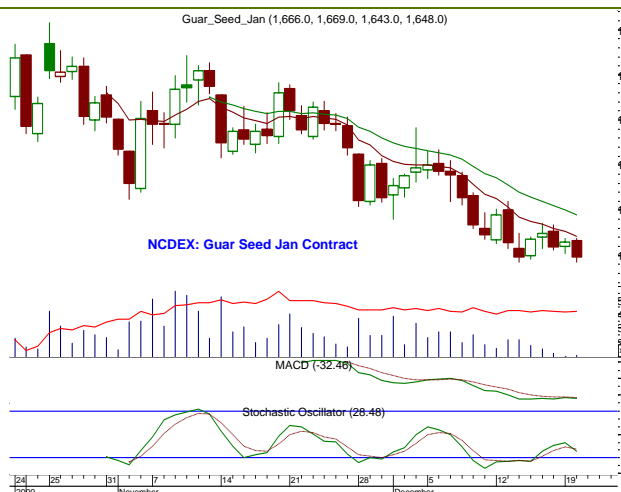 Guar_Seed_Jan (1,666.0, 1,669.0, 1,643.0, 1,648.0)
NCDEX: Guar Seed Jan Contract
MACD (-32.46)
Stochastic Oscillator (28.48)
24 25 31 7 14 21 28 5 12 19
November December